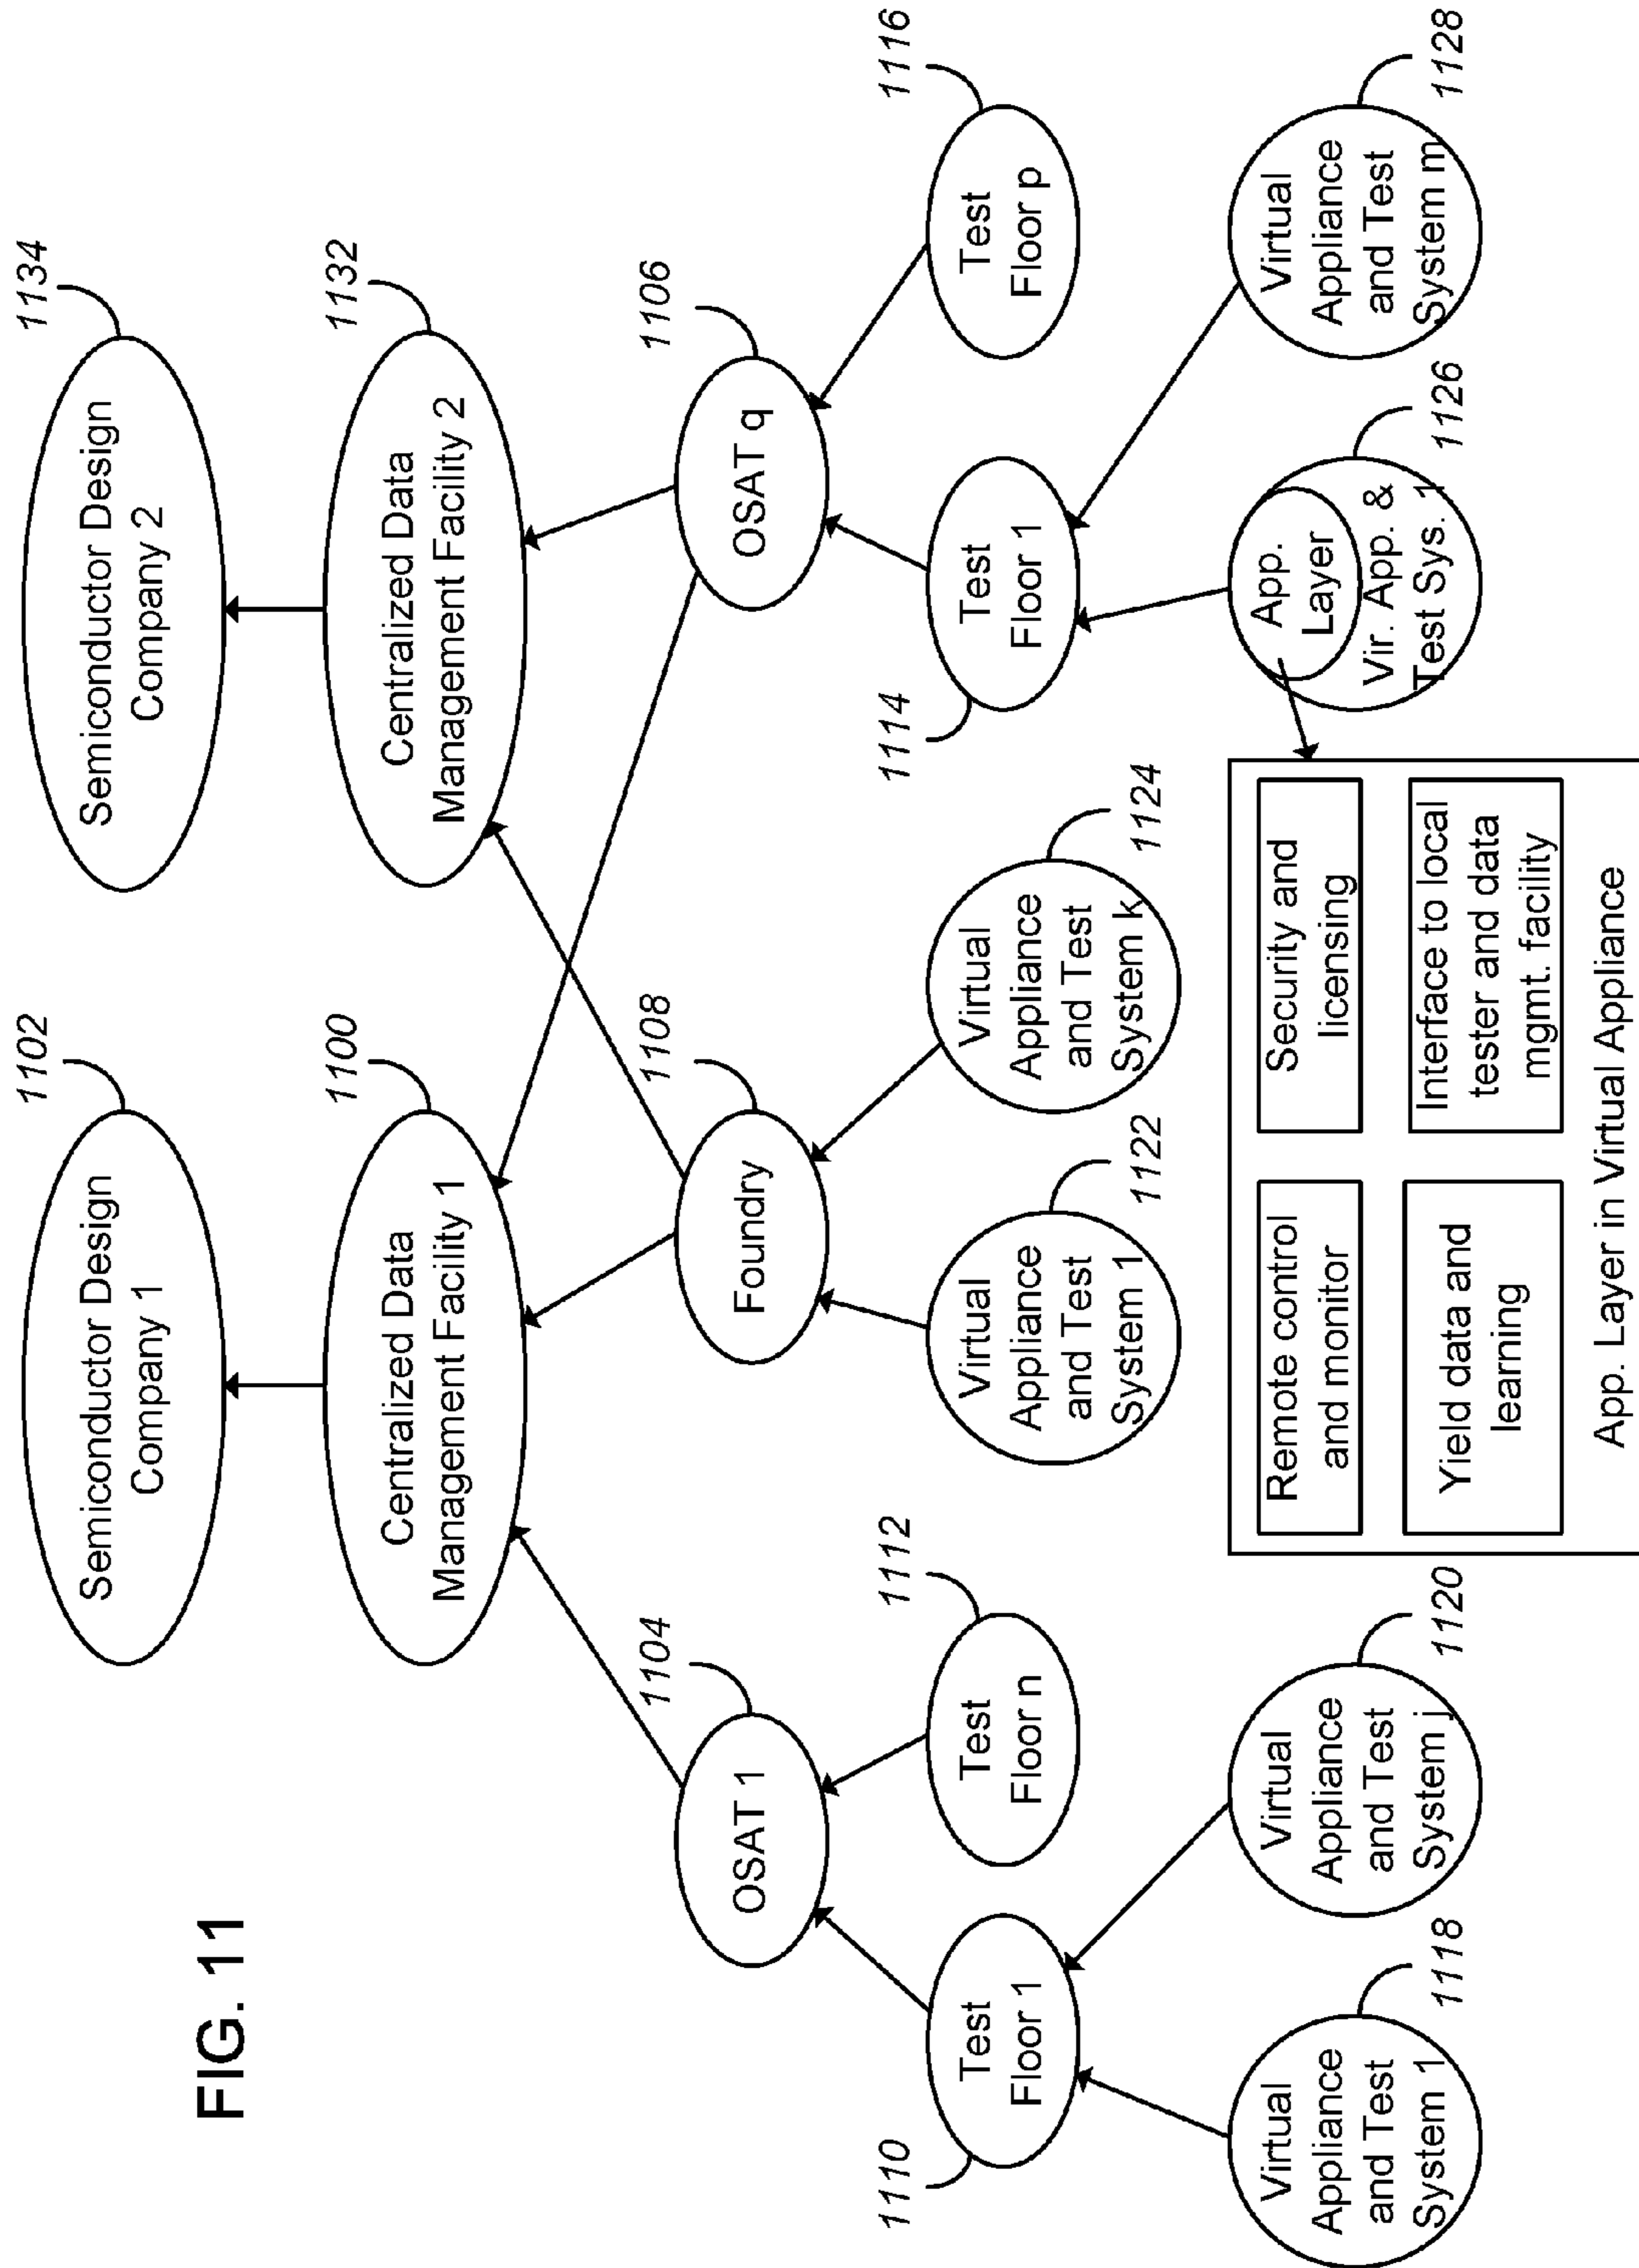 FIG. 11
1102
Semiconductor Design
Company 1
1134
Semiconductor Design
Company 2
1100
Centralized Data
Management Facility 1
1132
Centralized Data
Management Facility 2
1104
OSAT 1
1108
Foundry
1106
OSAT q
1110
Test
Floor 1
1112
Test
Floor n
Virtual
Appliance
and Test
System 1
1122
Virtual
Appliance
and Test
System k
1124
1114
Test
Floor 1
1116
Test
Floor p
Virtual
Appliance
and Test
System 1
1118
Virtual
Appliance
and Test
System j
1120
Remote control
and monitor
Security and
licensing
Yield data and
learning
Interface to local
tester and data
mgmt. facility
App. Layer in Virtual Appliance
App.
Layer
Vir. App. &
Test Sys. 1
1126
Virtual
Appliance
and Test
System m
1128